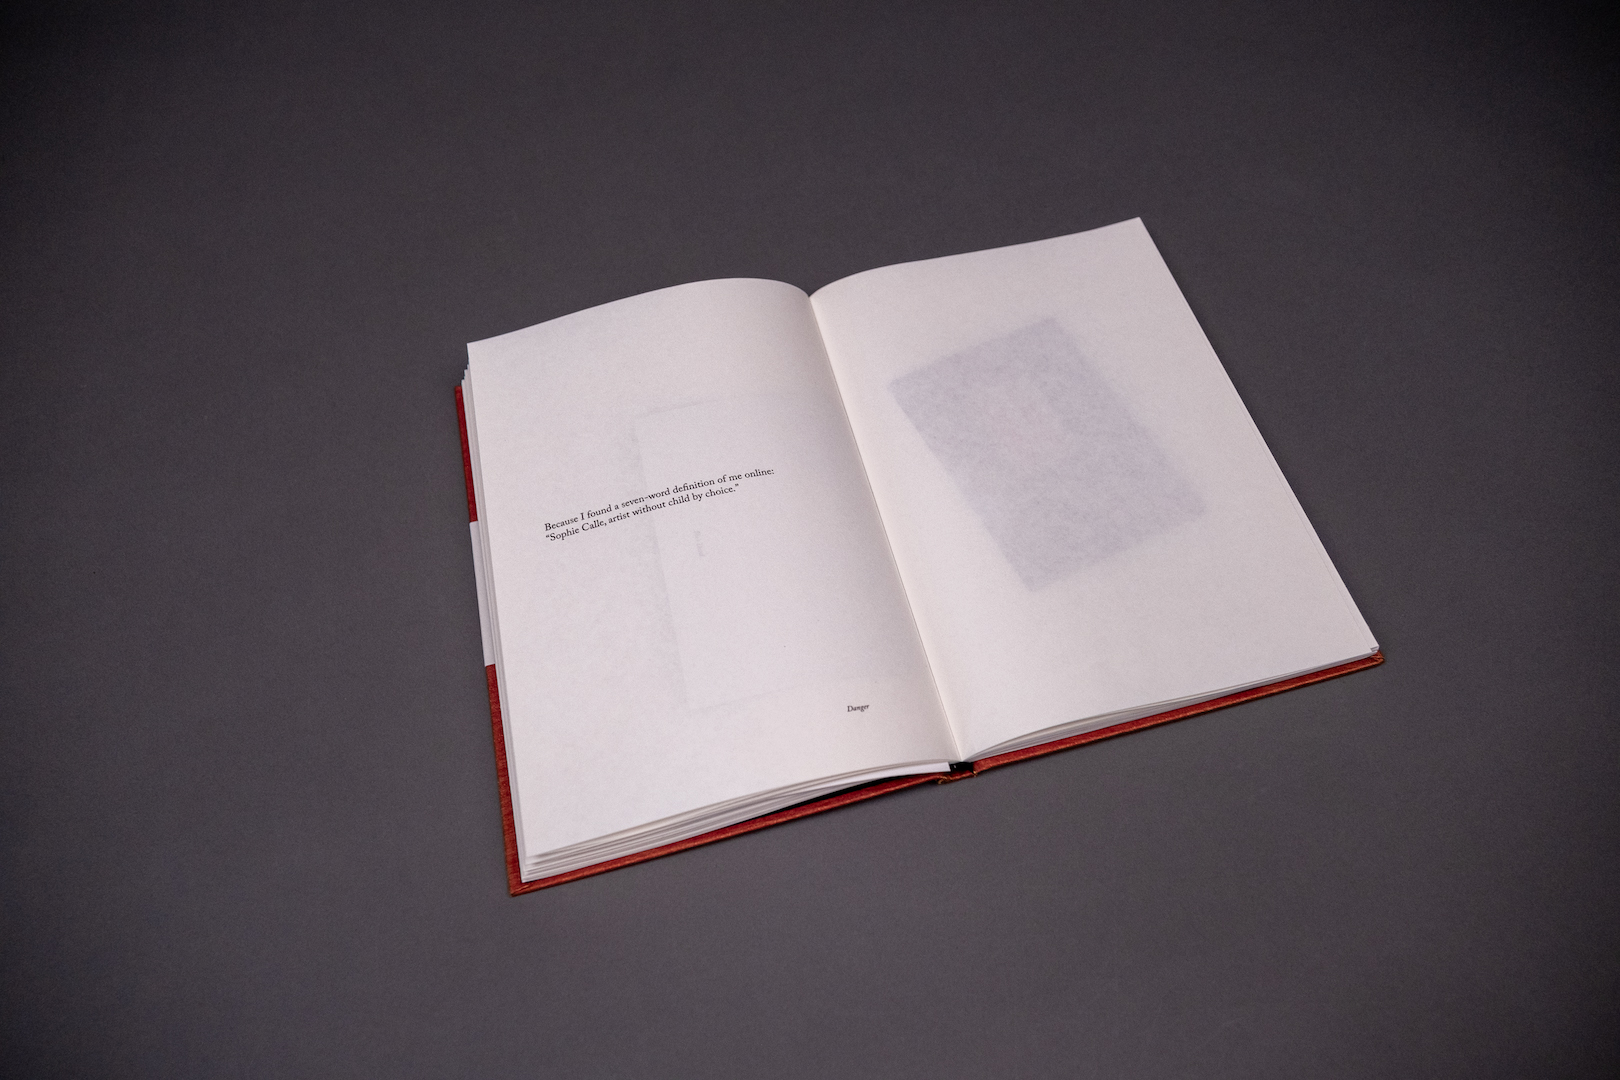 Because I found a seven-word definition of me online:
“Sophie Calle, artist without child by choice.”
Danger